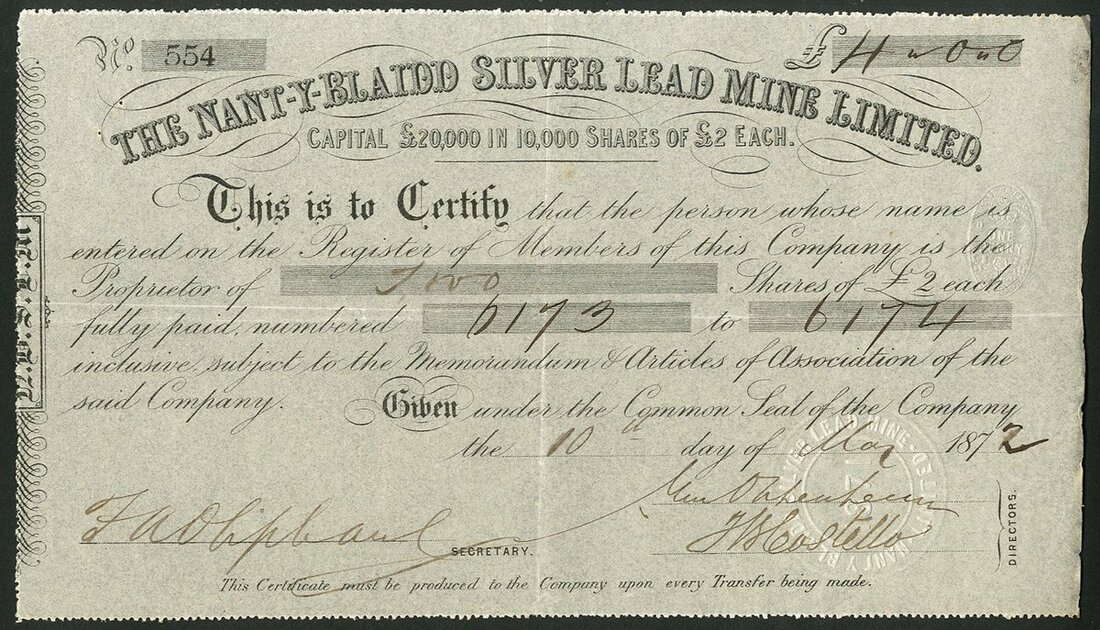 No. 554
£4 " 0 " 0
THE NANT-Y-BLAIDD SILVER LEAD MINE LIMITED.
CAPITAL £20,000 IN 10,000 SHARES OF £2 EACH.
This is to Certify that the person whose name is
entered on the Register of Members of this Company is the
Proprietor of Two Shares of £2 each
fully paid, numbered 6173 to 6174
inclusive subject to the Memorandum & Articles of Association of the
said Company. Given under the Common Seal of the Company
the 10th day of May 1872
F A Oliphant
SECRETARY.
J B Costello
DIRECTORS.
This Certificate must be produced to the Company upon every Transfer being made.